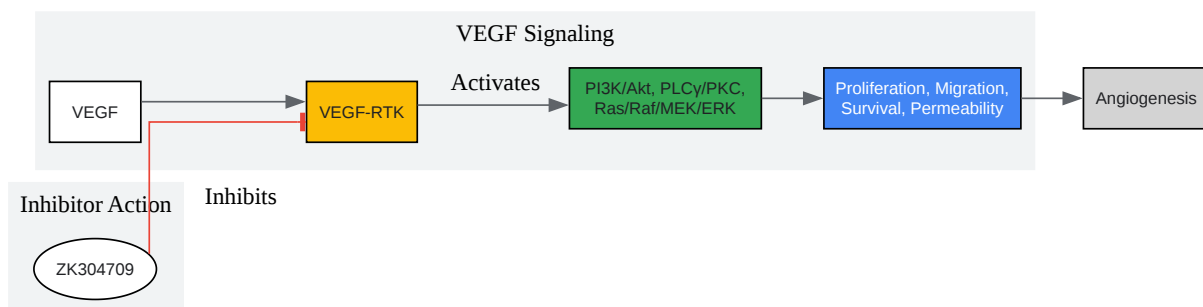 VEGF Signaling
VEGF
VEGF-RTK
Activates
PI3K/Akt, PLCγ/PKC,
Ras/Raf/MEK/ERK
Proliferation, Migration,
Survival, Permeability
Angiogenesis
Inhibitor Action
Inhibits
ZK304709